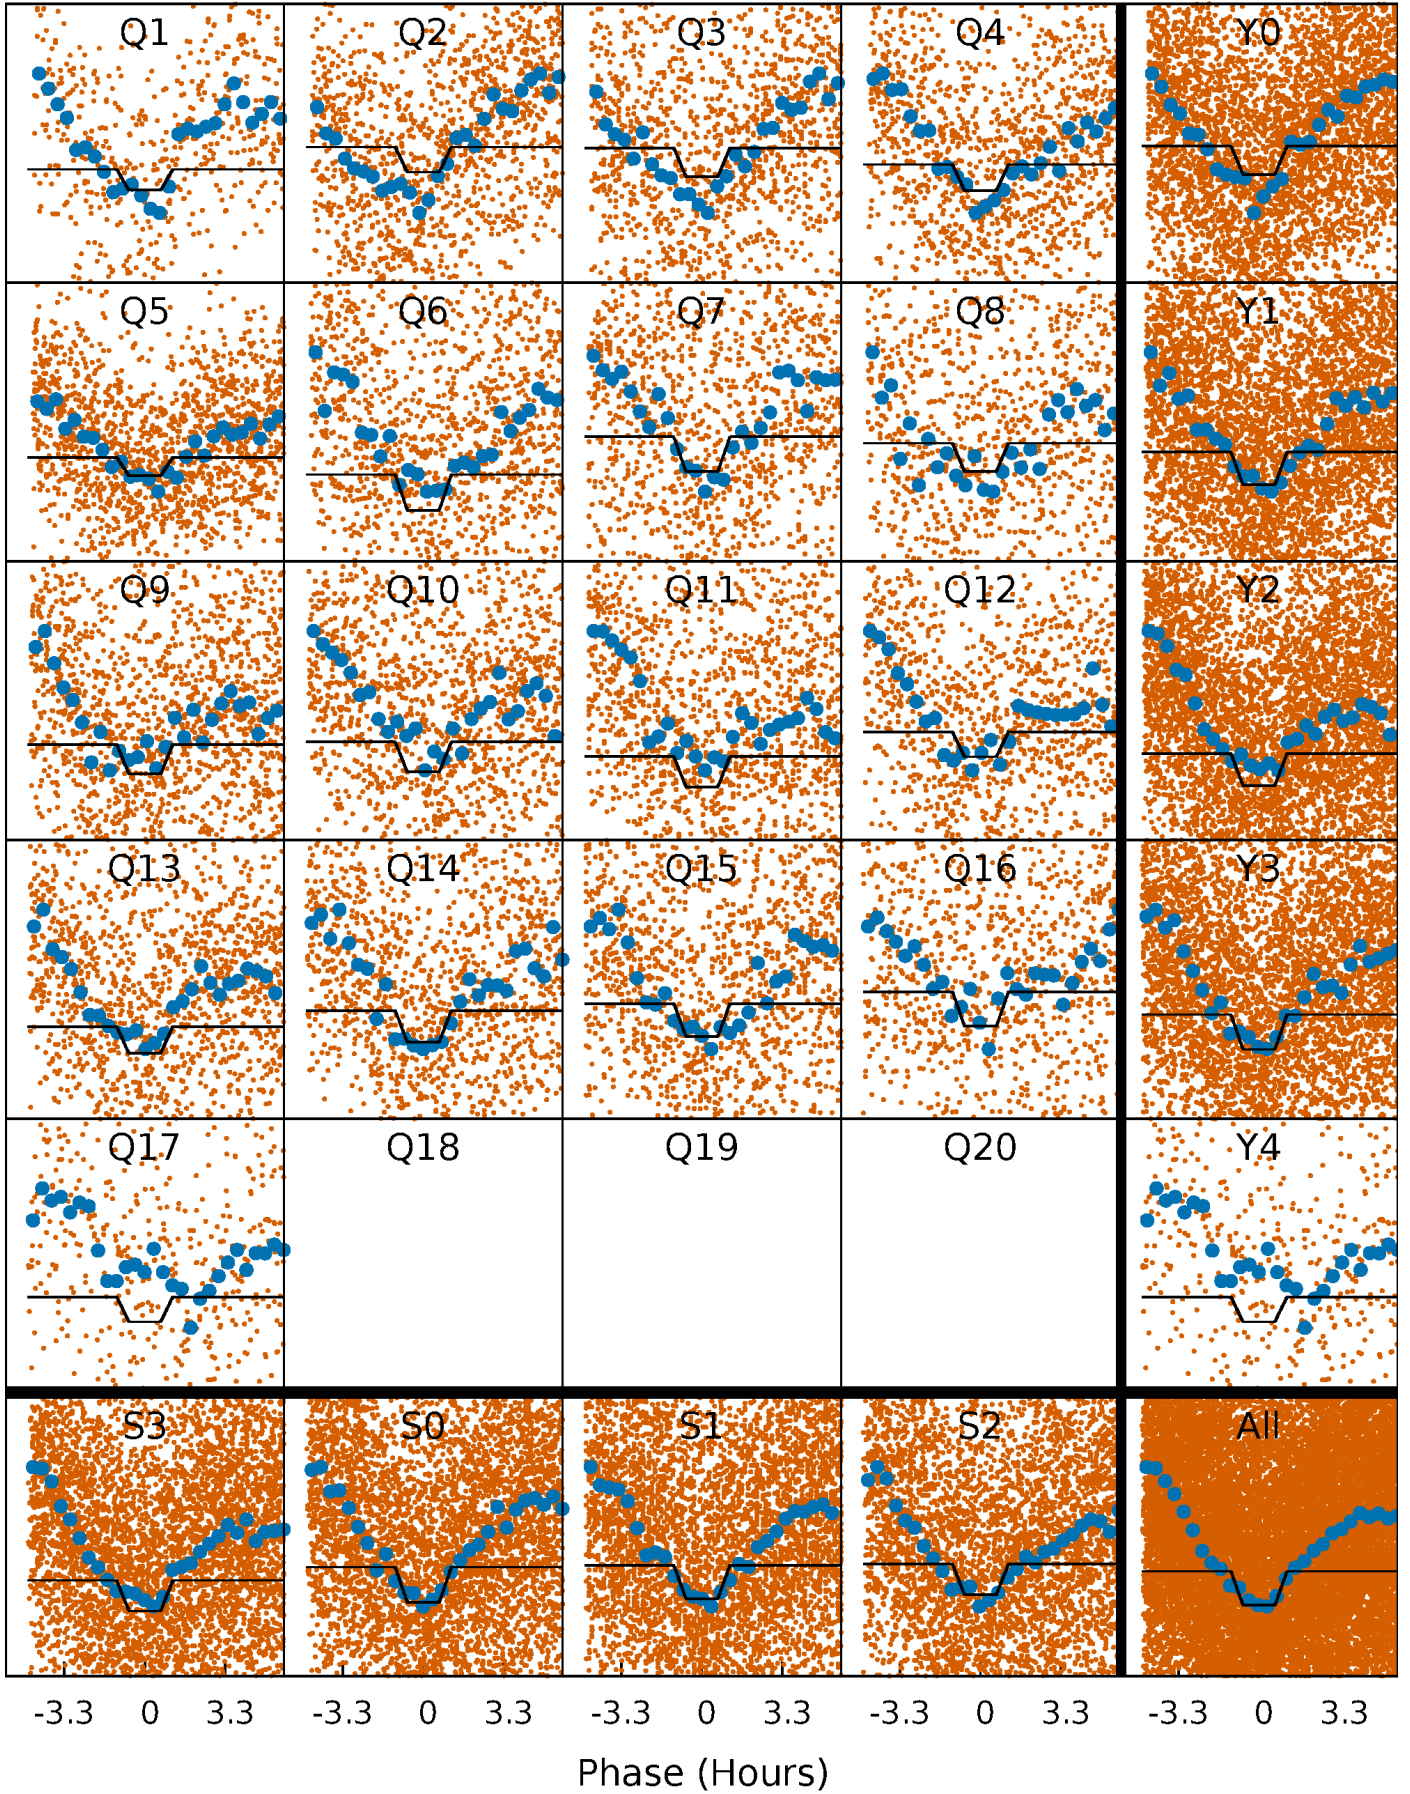 Q1 Q2 Q3 Q4 Y0
Q5 Q6 Q7 Q8 Y1
Q9 Q10 Q11 Q12 Y2
Q13 Q14 Q15 Q16 Y3
Q17 Q18 Q19 Q20 Y4
S3 S0 S1 S2 All
-3.3 0 3.3 -3.3 0 3.3 -3.3 0 3.3 -3.3 0 3.3 -3.3 0 3.3
Phase (Hours)